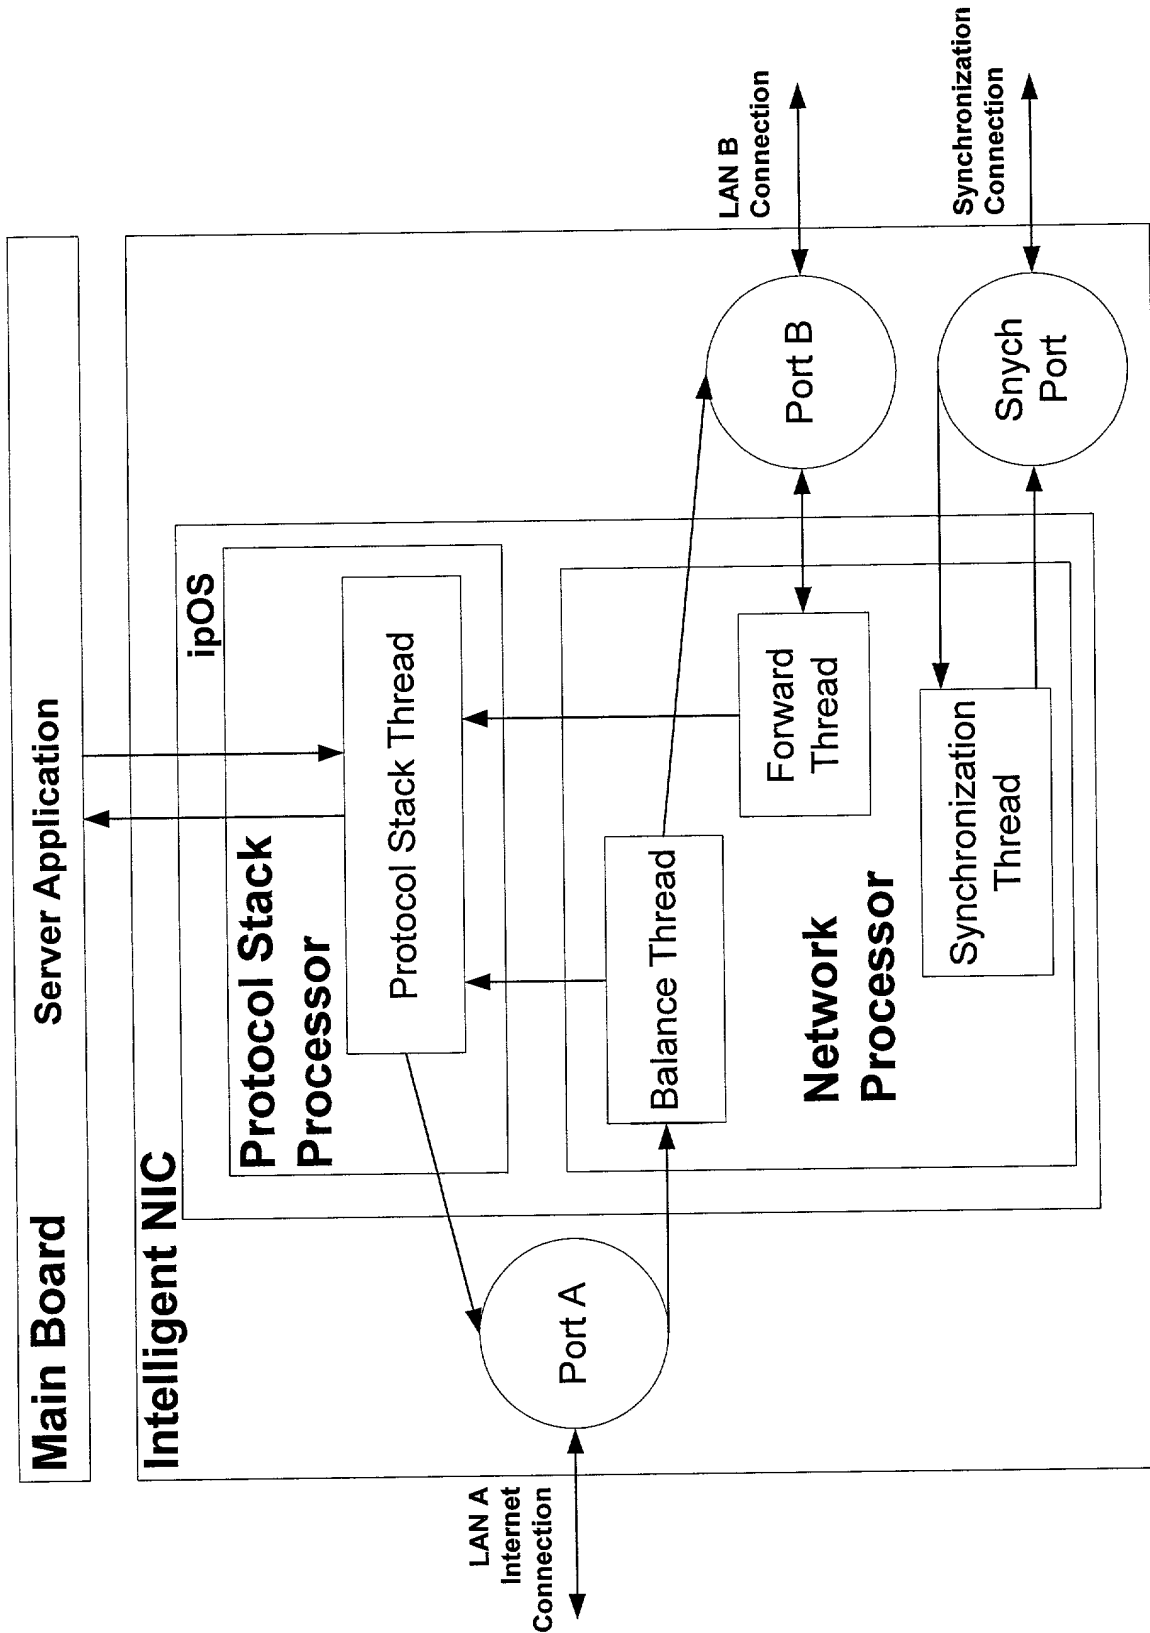 Main Board
Server Application
Intelligent NIC
ipOS
Protocol Stack
Processor
Protocol Stack Thread
LAN A
Internet
Connection
Port A
Balance Thread
Forward
Thread
Network
Processor
Synchronization
Thread
Port B
LAN B
Connection
Snych
Port
Synchronization
Connection